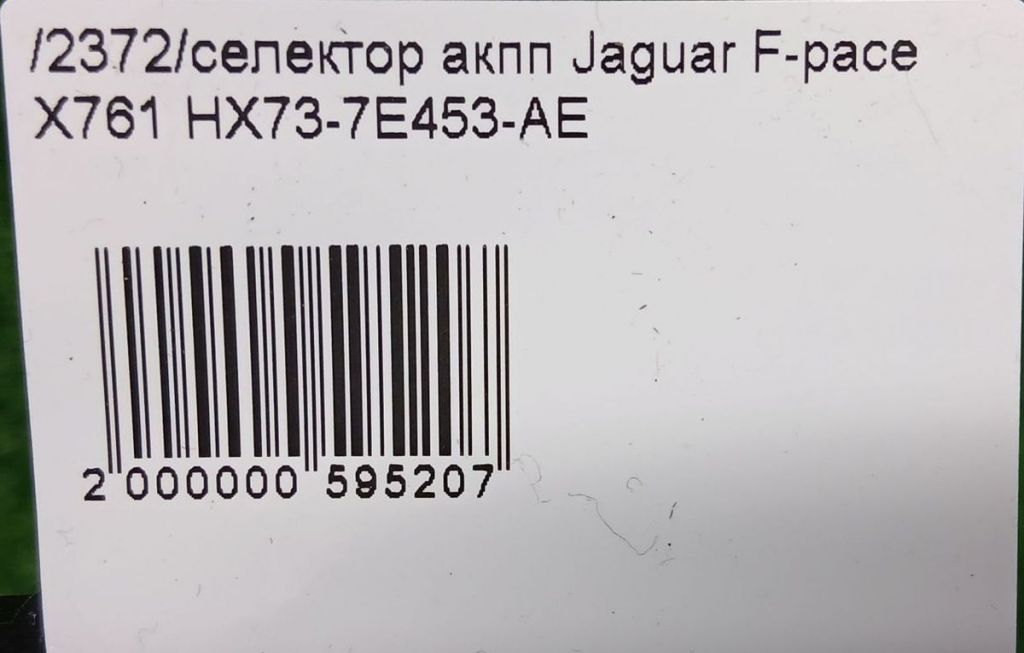 /2372/селектор акпп Jaguar F-pace
X761 HX73-7E453-AE
2 000000 595207